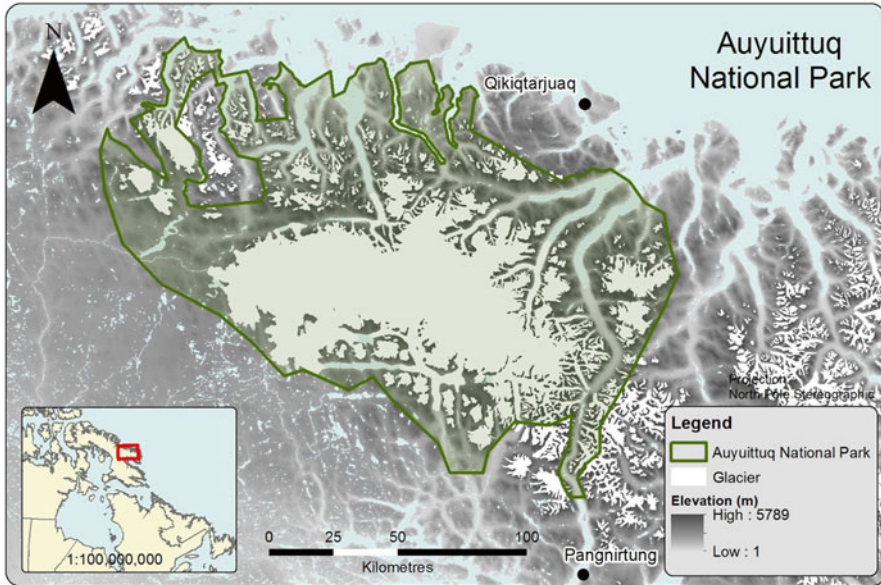 N
Auyuittuq
National Park
Qikiqtarjuaq
Projection:
North Pole Stereographic
Legend
Auyuittuq National Park
Glacier
Elevation (m)
High : 5789
Low : 1
1:100,000,000
0 50 100
Kilometres
Pangnirtung